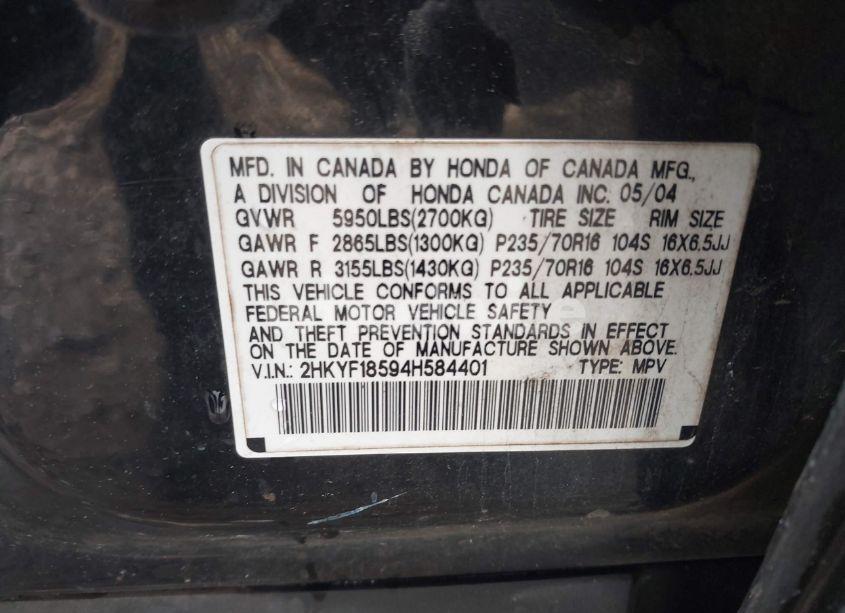 MFD. IN CANADA BY HONDA OF CANADA MFG.,
A DIVISION OF HONDA CANADA INC. 05/04
GVWR 5950LBS(2700KG) TIRE SIZE RIM SIZE
GAWR F 2865LBS(1300KG) P235/70R16 104S 16X6.5JJ
GAWR R 3155LBS(1430KG) P235/70R16 104S 16X6.5JJ
THIS VEHICLE CONFORMS TO ALL APPLICABLE
FEDERAL MOTOR VEHICLE SAFETY
AND THEFT PREVENTION STANDARDS IN EFFECT
ON THE DATE OF MANUFACTURE SHOWN ABOVE.
V.I.N.: 2HKYF18594H584401 TYPE: MPV